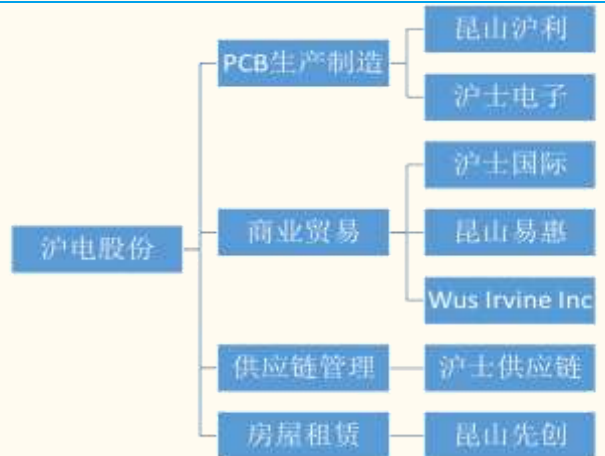 沪电股份
PCB生产制造
昆山沪利
沪士电子
商业贸易
沪士国际
昆山易惠
Wus Irvine Inc
供应链管理
沪士供应链
房屋租赁
昆山先创